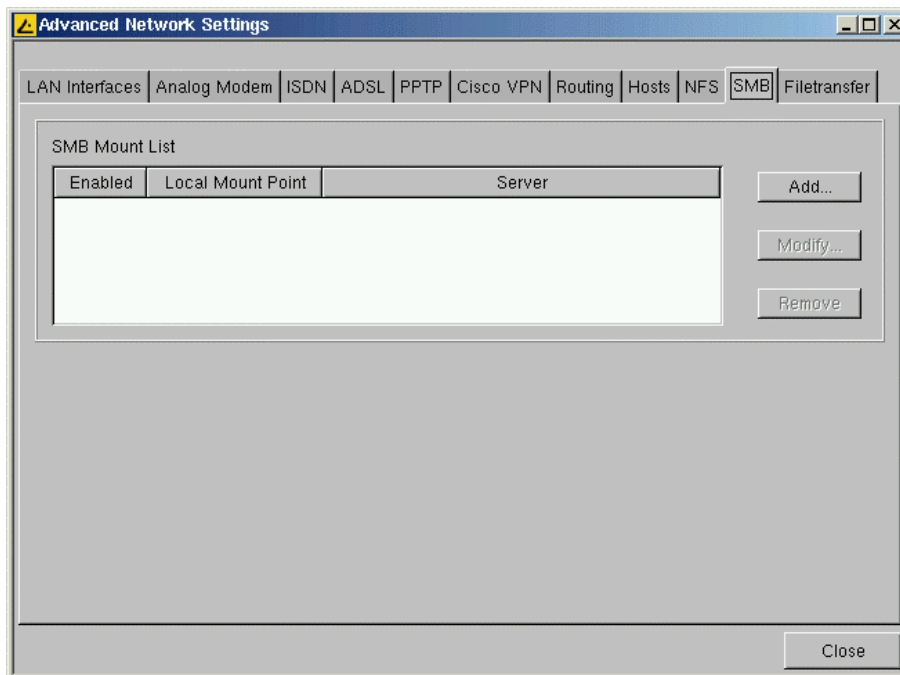 Advanced Network Settings
LAN Interfaces Analog Modem ISDN ADSL PPTP Cisco VPN Routing Hosts NFS SMB Filetransfer
SMB Mount List
Enabled Local Mount Point Server
Add...
Modify...
Remove
Close